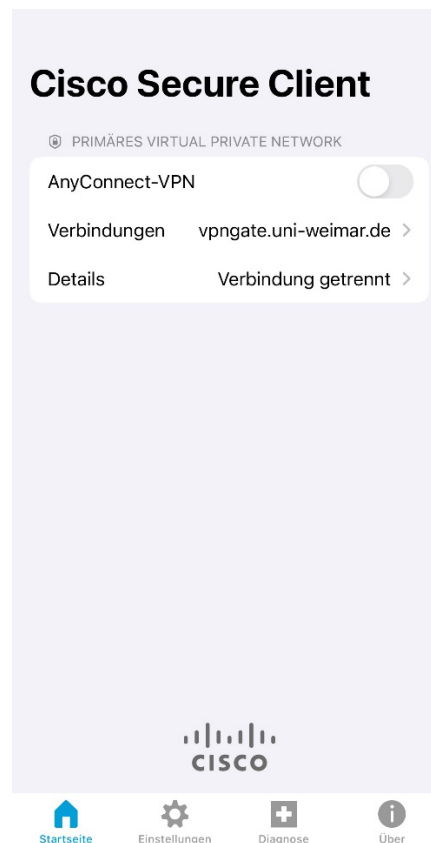 Cisco Secure Client
PRIMÄRES VIRTUAL PRIVATE NETWORK
AnyConnect-VPN
Verbindungen vpngate.uni-weimar.de
Details Verbindung getrennt
CISCO
Startseite Einstellungen Diagnose Über